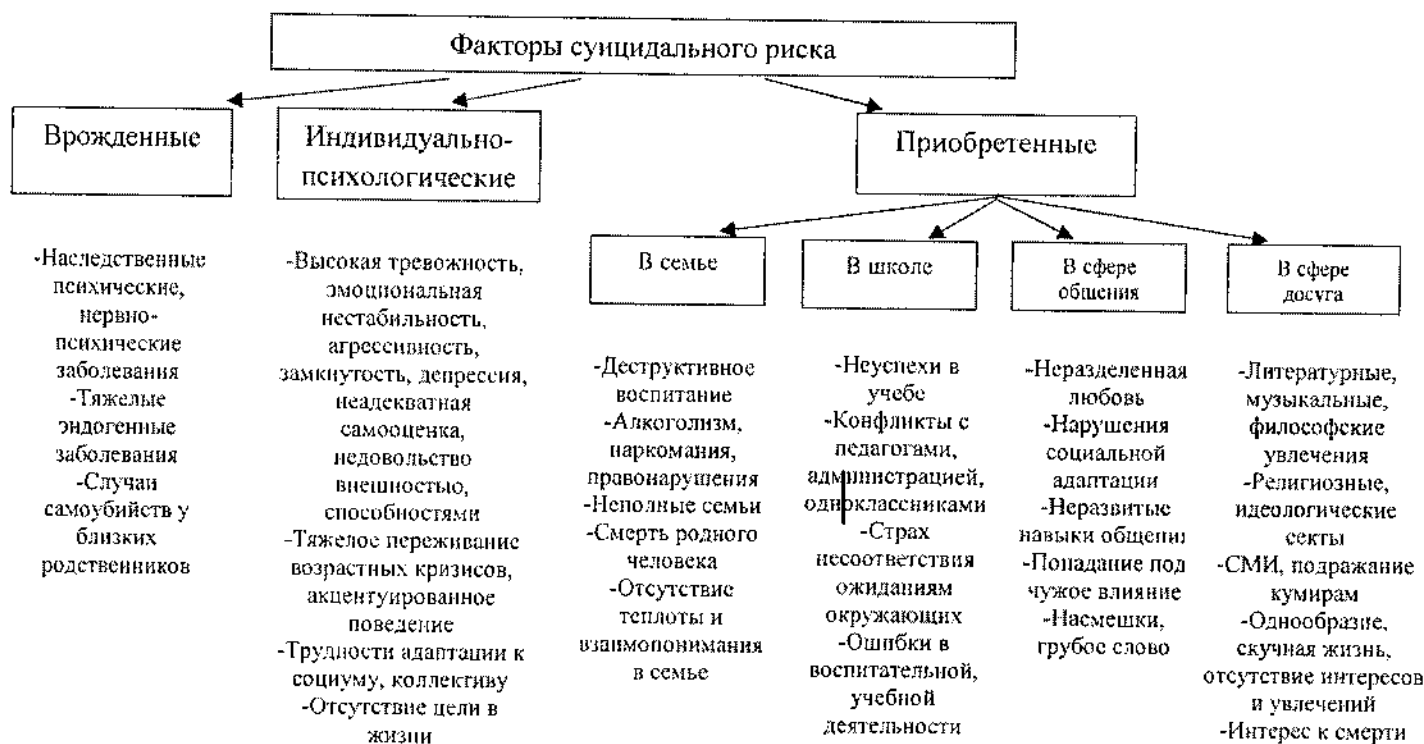 Факторы суицидального риска
Врожденные
Индивидуально-
психологические
Приобретенные
-Наследственные
психические,
нервно-
психические
заболевания
-Тяжелые
эндогенные
заболевания
-Случаи
самоубийств у
близких
родственников
-Высокая тревожность,
эмоциональная
нестабильность,
агрессивность,
замкнутость, депрессия,
неадекватная
самооценка,
недовольство
внешностью,
способностями
-Тяжелое переживание
возрастных кризисов,
акцентуированное
поведение
-Трудности адаптации к
социуму, коллективу
-Отсутствие цели в
жизни
В семье
-Деструктивное
воспитание
-Алкоголизм,
наркомания,
правонарушения
-Неполные семьи
-Смерть родного
человека
-Отсутствие
теплоты и
взаимопонимания
в семье
В школе
-Неуспехи в
учебе
-Конфликты с
педагогами,
администрацией,
одноклассниками
-Страх
несоответствия
ожиданиям
окружающих
-Ошибки в
воспитательной,
учебной
деятельности
В сфере
общения
-Неразделенная
любовь
-Нарушения
социальной
адаптации
-Неразвитые
навыки общения
-Попадание под
чужое влияние
-Насмешки,
грубое слово
В сфере
досуга
-Литературные,
музыкальные,
философские
увлечения
-Религиозные,
идеологические
секты
-СМИ, подражание
кумирам
-Однообразие,
скучная жизнь,
отсутствие интересов
и увлечений
-Интерес к смерти